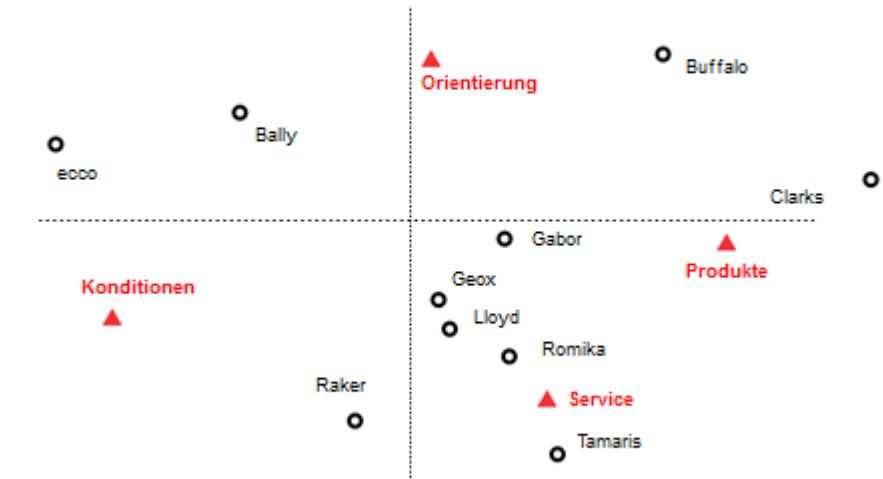 Buffalo
Orientierung
Bally
ecco
Clarks
Gabor
Produkte
Geox
Konditionen
Lloyd
Romika
Raker
Service
Tamaris